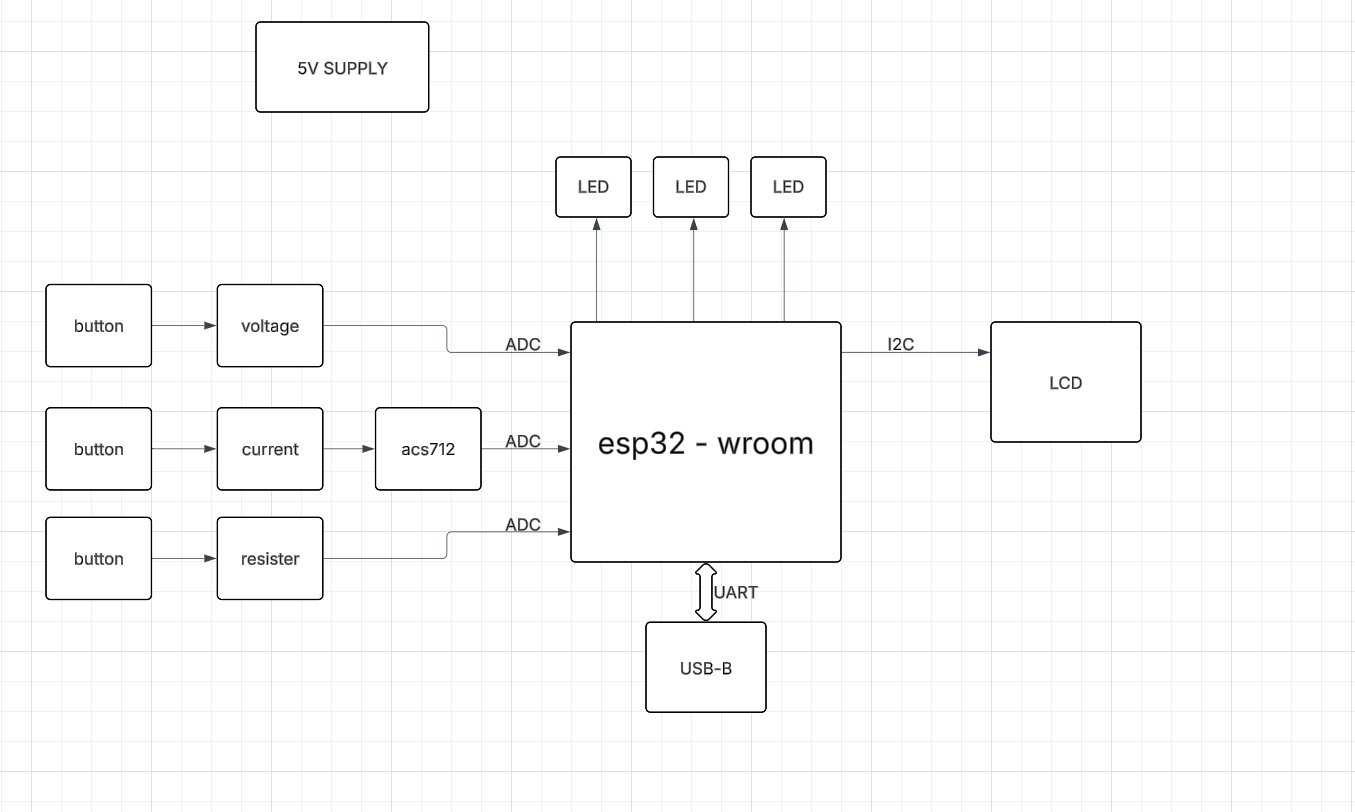 5V SUPPLY
LED
LED
LED
button
voltage
ADC
I2C
LCD
button
current
acs712
ADC
esp32 - wroom
button
resister
ADC
UART
USB-B